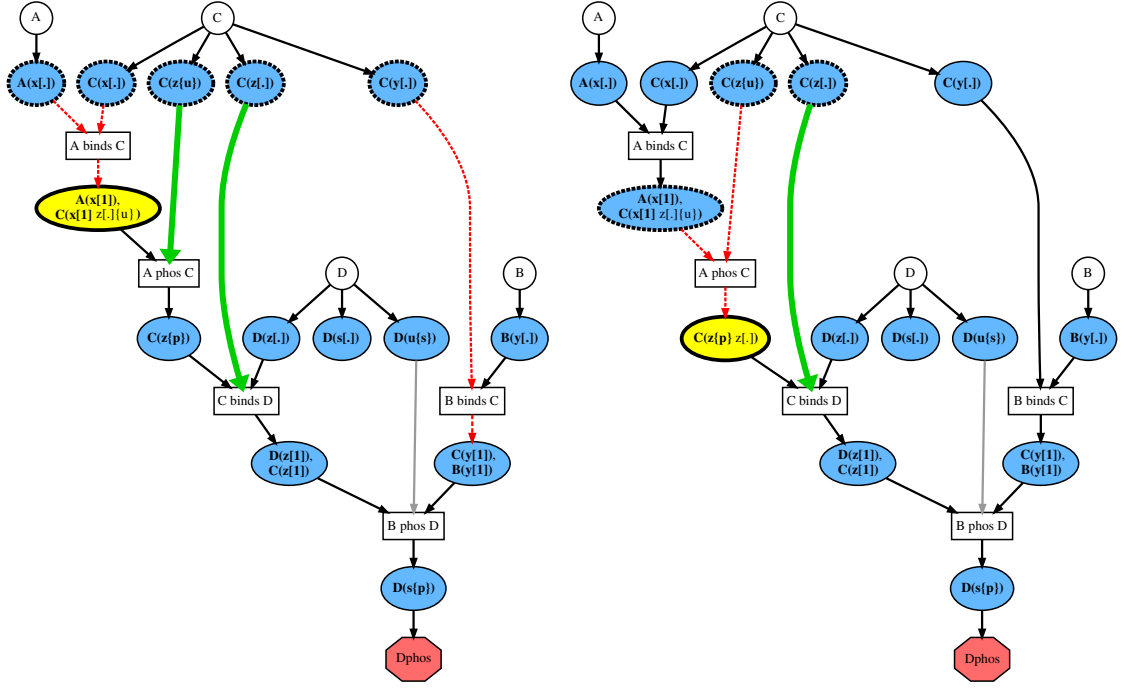 A
C
A(x[.])
C(x[.])
C(z{u})
C(z[.])
C(y[.])
A binds C
A(x[1]),
C(x[1] z[.]{u})
A phos C
D
B
C(z{p})
D(z[.])
D(s[.])
D(u{s})
B(y[.])
C binds D
B binds C
D(z[1]),
C(z[1])
C(y[1]),
B(y[1])
B phos D
D(s{p})
Dphos
A
C
A(x[.])
C(x[.])
C(z{u})
C(z[.])
C(y[.])
A binds C
A(x[1]),
C(x[1] z[.]{u})
A phos C
D
B
C(z{p} z[.])
D(z[.])
D(s[.])
D(u{s})
B(y[.])
C binds D
B binds C
D(z[1]),
C(z[1])
C(y[1]),
B(y[1])
B phos D
D(s{p})
Dphos